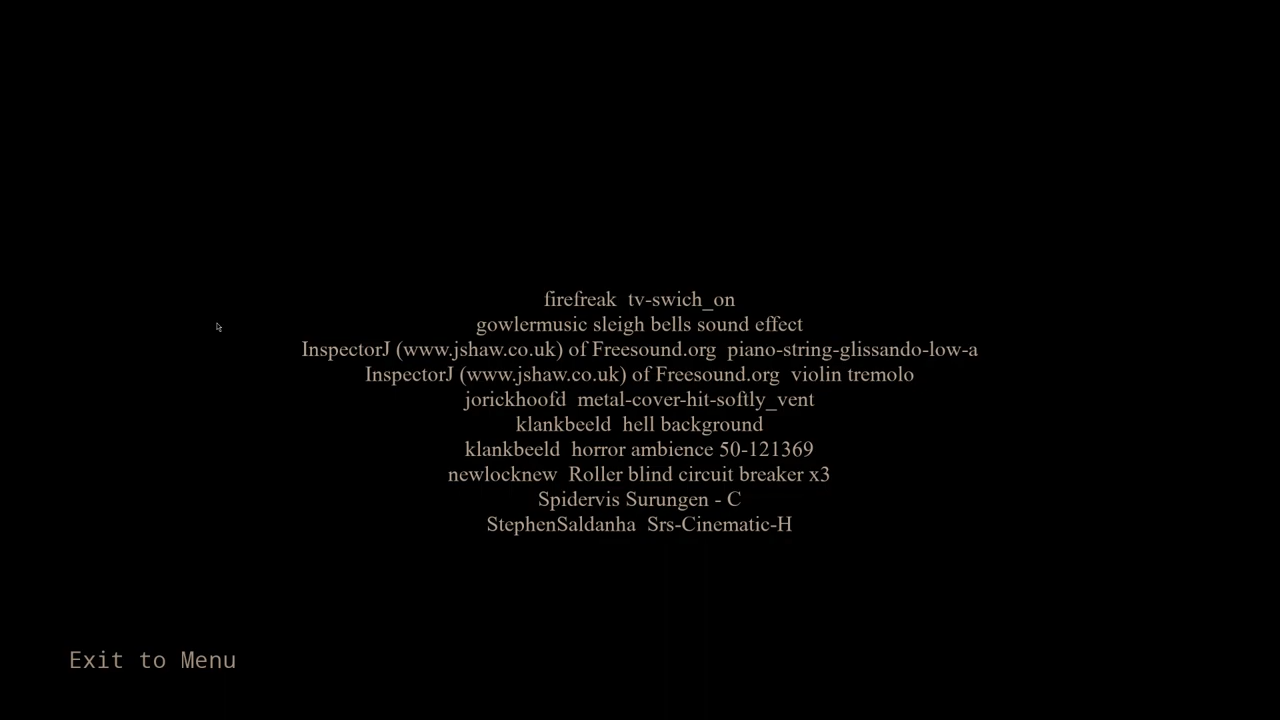 firefreak  tv-swich_on
gowlermusic sleigh bells sound effect
InspectorJ (www.jshaw.co.uk) of Freesound.org  piano-string-glissando-low-a
InspectorJ (www.jshaw.co.uk) of Freesound.org  violin tremolo
jorickhoofd  metal-cover-hit-softly_vent
klankbeeld  hell background
klankbeeld  horror ambience 50-121369
newlocknew  Roller blind circuit breaker x3
Spidervis Surungen - C
StephenSaldanha  Srs-Cinematic-H
Exit to Menu